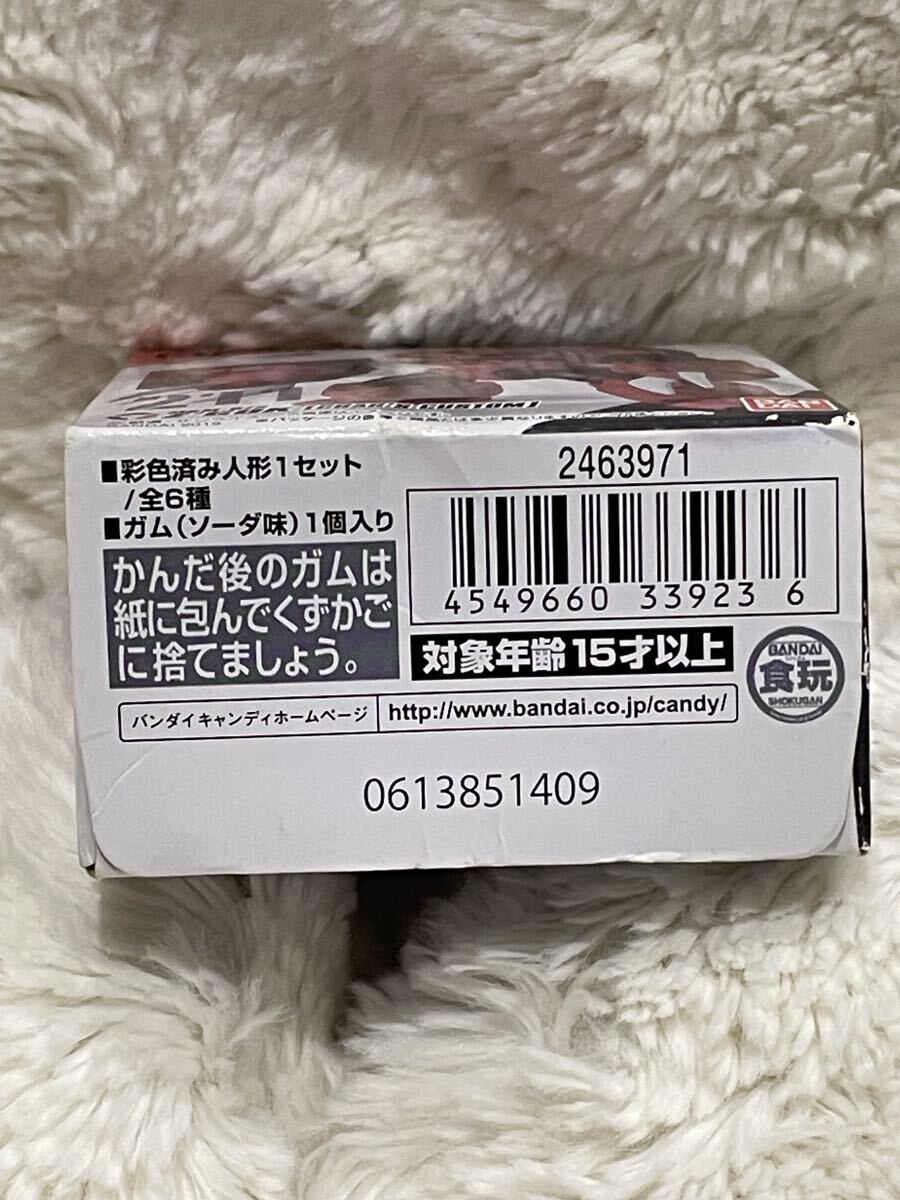 BAN
DAI
■彩色済み人形1セット
/全6種
■ガム(ソーダ味)1個入り
かんだ後のガムは
紙に包んでくずかご
に捨てましょう。
2463971
4549660 33923 6
対象年齢15才以上
BANDAI
食玩
SHOKUGAN
バンダイキャンディホームページ http://www.bandai.co.jp/candy/
0613851409